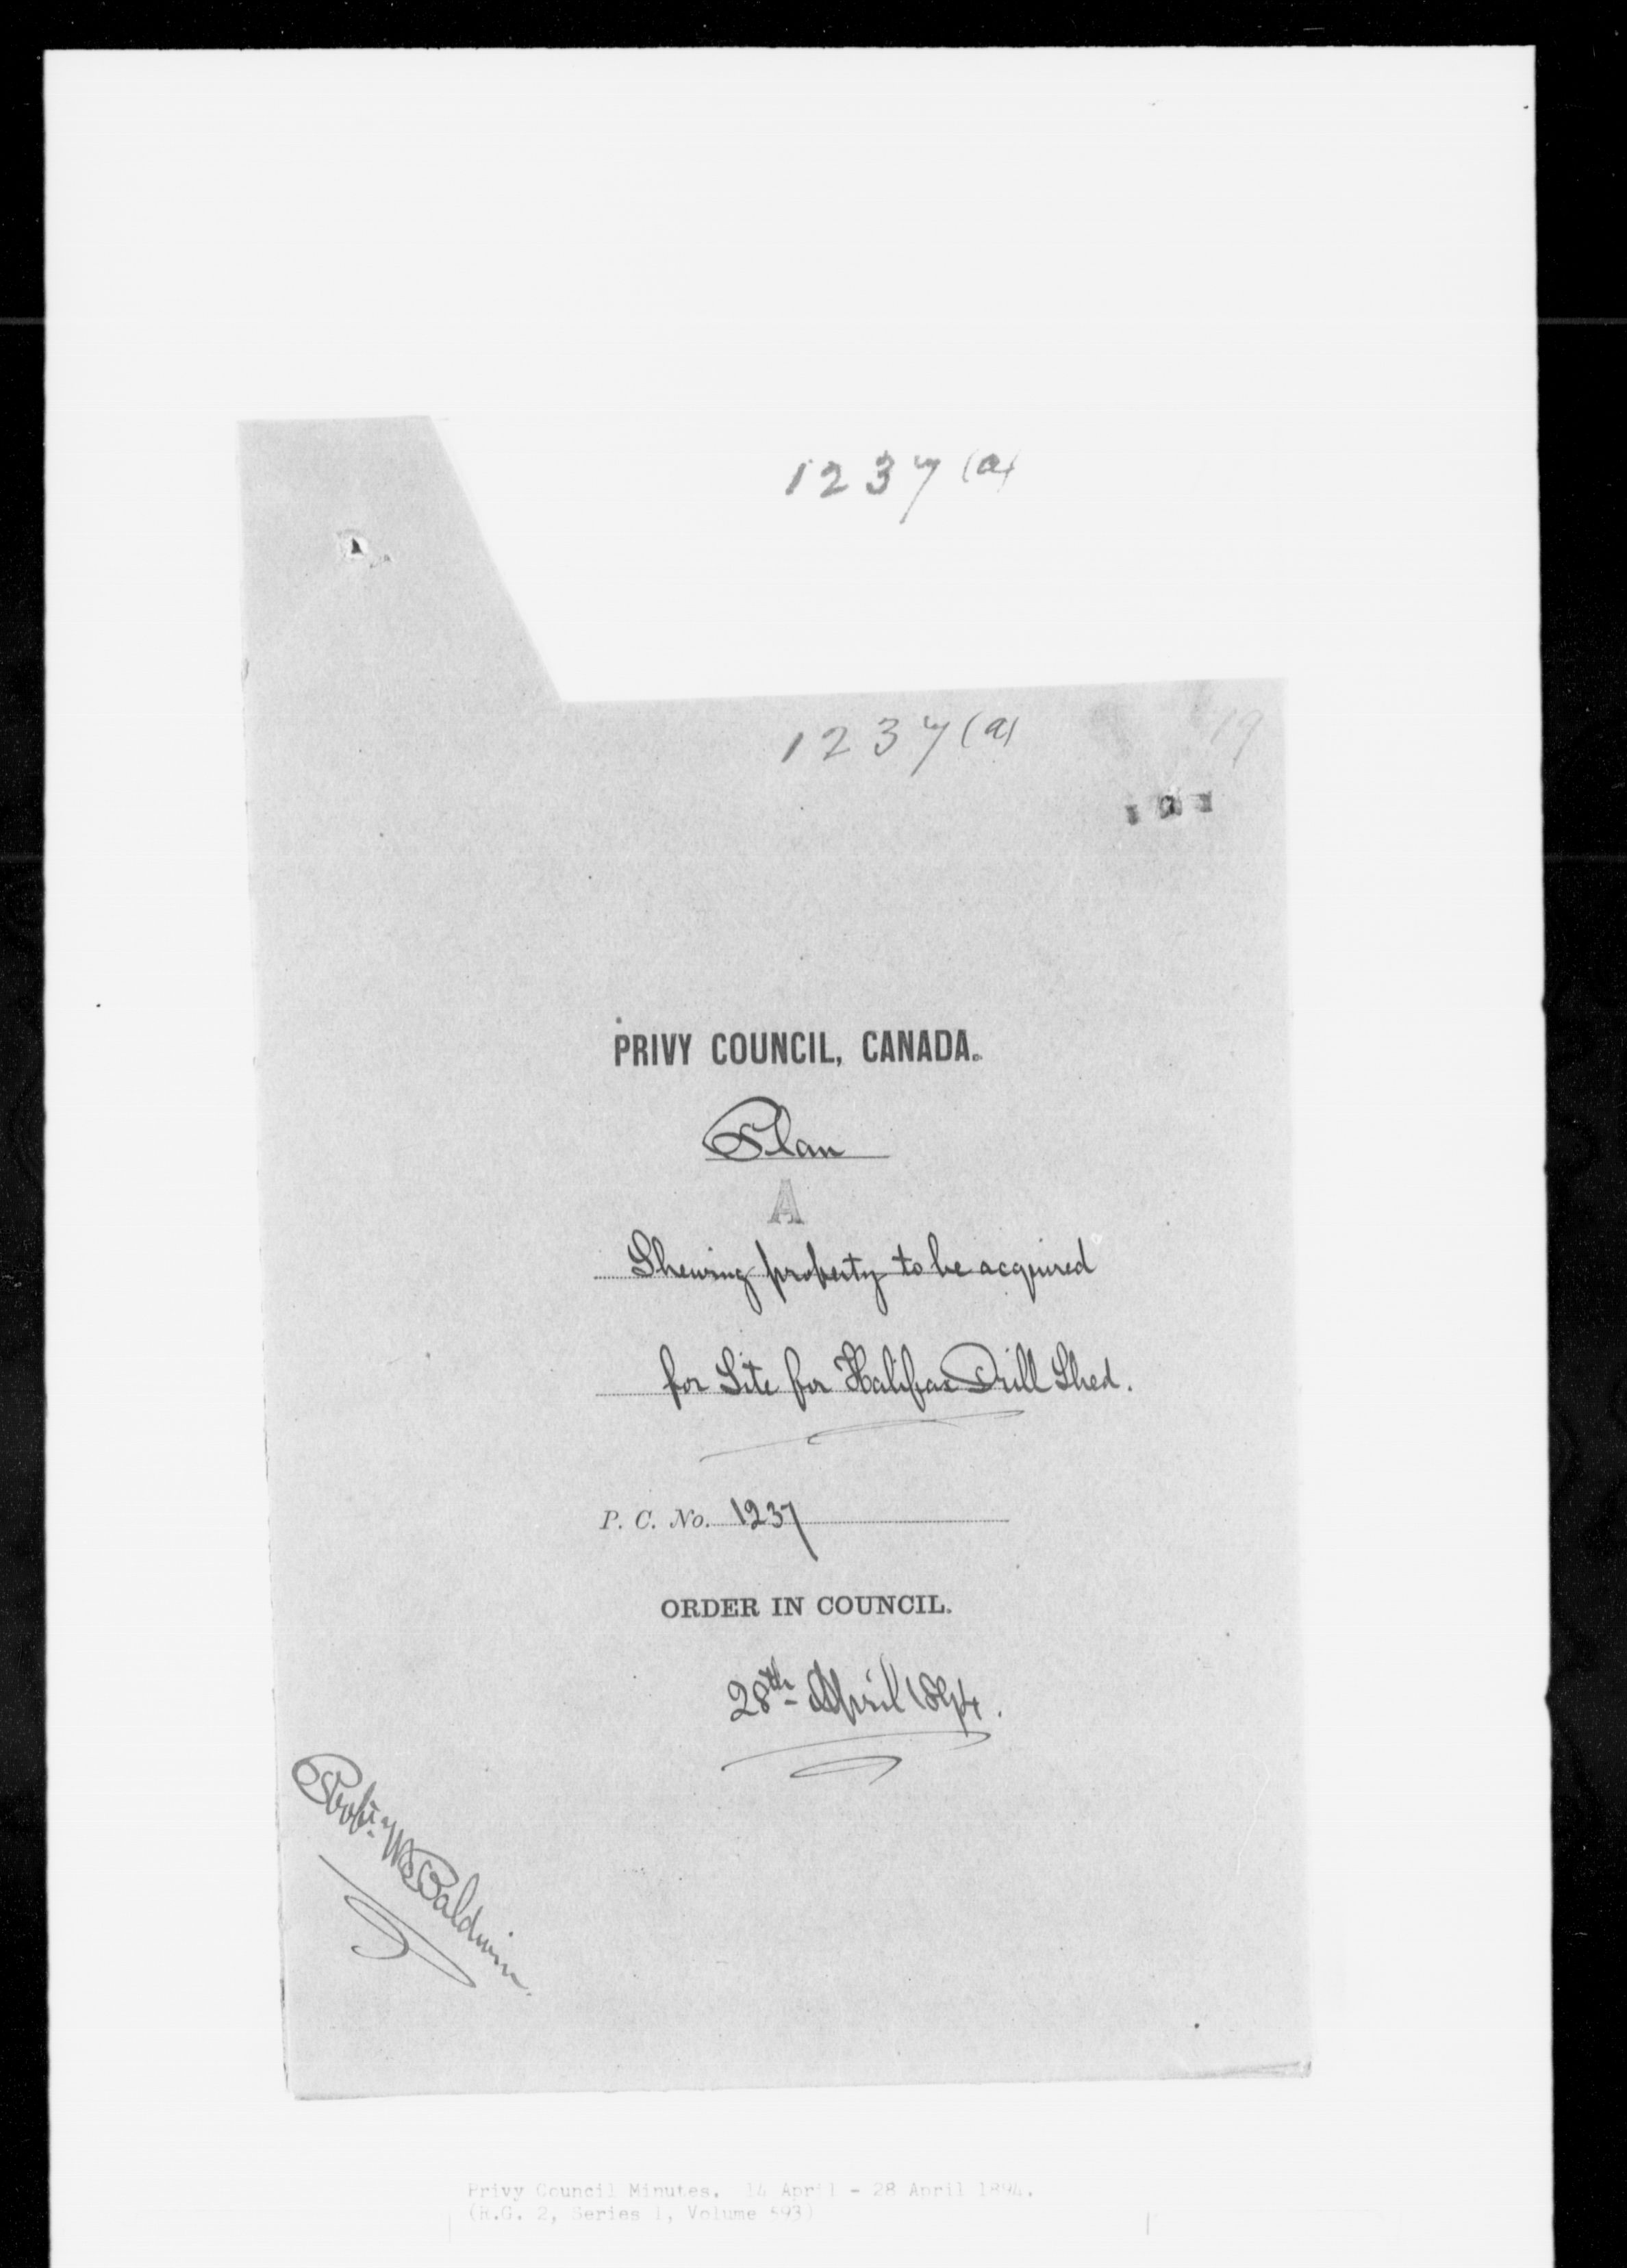 1237(a)
1237(a)
19
PRIVY COUNCIL, CANADA.
Plan
A
Shewing property to be acquired
for Site for Halifax Drill Shed.
P. C. No. 1237
ORDER IN COUNCIL.
28th April 1894.
Robt. W. Baldwin
Privy Council Minutes. 14 April - 28 April 1894.
(R.G. 2, Series 1, Volume 593)